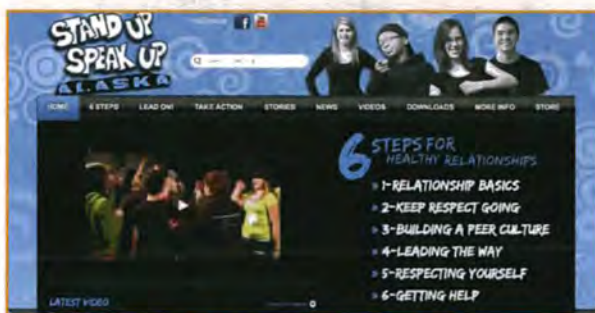 STAND UP
SPEAK UP
ALASKA
HOME 6 STEPS LEAD ON! TAKE ACTION STORIES NEWS VIDEOS DOWNLOADS MORE INFO STORE
6 STEPS FOR
HEALTHY RELATIONSHIPS
» 1-RELATIONSHIP BASICS
» 2-KEEP RESPECT GOING
» 3-BUILDING A PEER CULTURE
» 4-LEADING THE WAY
» 5-RESPECTING YOURSELF
» 6-GETTING HELP
LATEST VIDEO